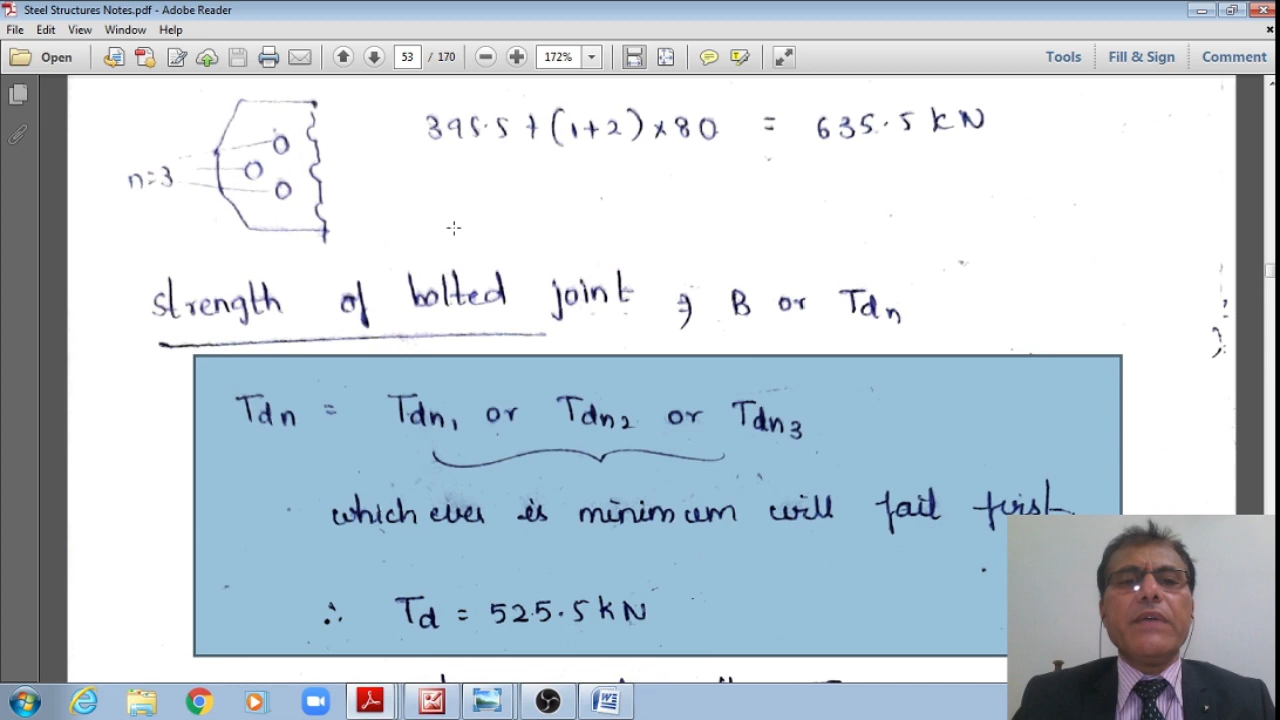 Steel Structures Notes.pdf - Adobe Reader
File Edit View Window Help
Open 53 / 170 172% Tools Fill & Sign Comment
395.5 + (1+2) × 80 = 635.5 kN
n=3
strength of bolted joint ⇒ B or Tdn
Tdn = Tdn1 or Tdn2 or Tdn3
which ever is minimum will fail first
∴ Td = 525.5 kN